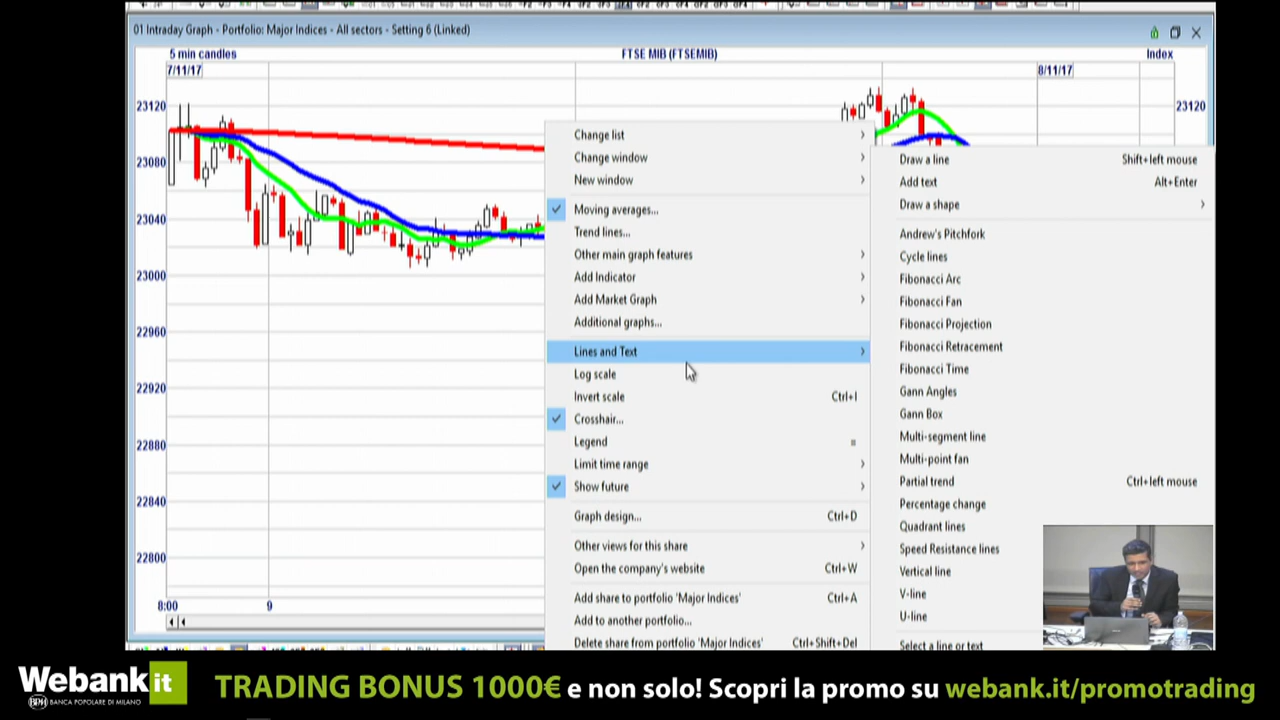 01 Intraday Graph - Portfolio: Major Indices - All sectors - Setting 6 (Linked)
5 min candles
FTSE MIB (FTSEMIB)
Index
7/11/17
8/11/17
23120
23080
23040
23000
22960
22920
22880
22840
22800
23120
8:00
9
Change list
Change window
New window
Moving averages...
Trend lines...
Other main graph features
Add Indicator
Add Market Graph
Additional graphs...
Lines and Text
Log scale
Invert scale Ctrl+I
Crosshair...
Legend
Limit time range
Show future
Graph design... Ctrl+D
Other views for this share
Open the company's website Ctrl+W
Add share to portfolio 'Major Indices' Ctrl+A
Add to another portfolio...
Delete share from portfolio 'Major Indices' Ctrl+Shift+Del
Draw a line Shift+left mouse
Add text Alt+Enter
Draw a shape
Andrew's Pitchfork
Cycle lines
Fibonacci Arc
Fibonacci Fan
Fibonacci Projection
Fibonacci Retracement
Fibonacci Time
Gann Angles
Gann Box
Multi-segment line
Multi-point fan
Partial trend Ctrl+left mouse
Percentage change
Quadrant lines
Speed Resistance lines
Vertical line
V-line
U-line
Select a line or text
Webank it
BPM BANCA POPOLARE DI MILANO
TRADING BONUS 1000€ e non solo! Scopri la promo su webank.it/promotrading